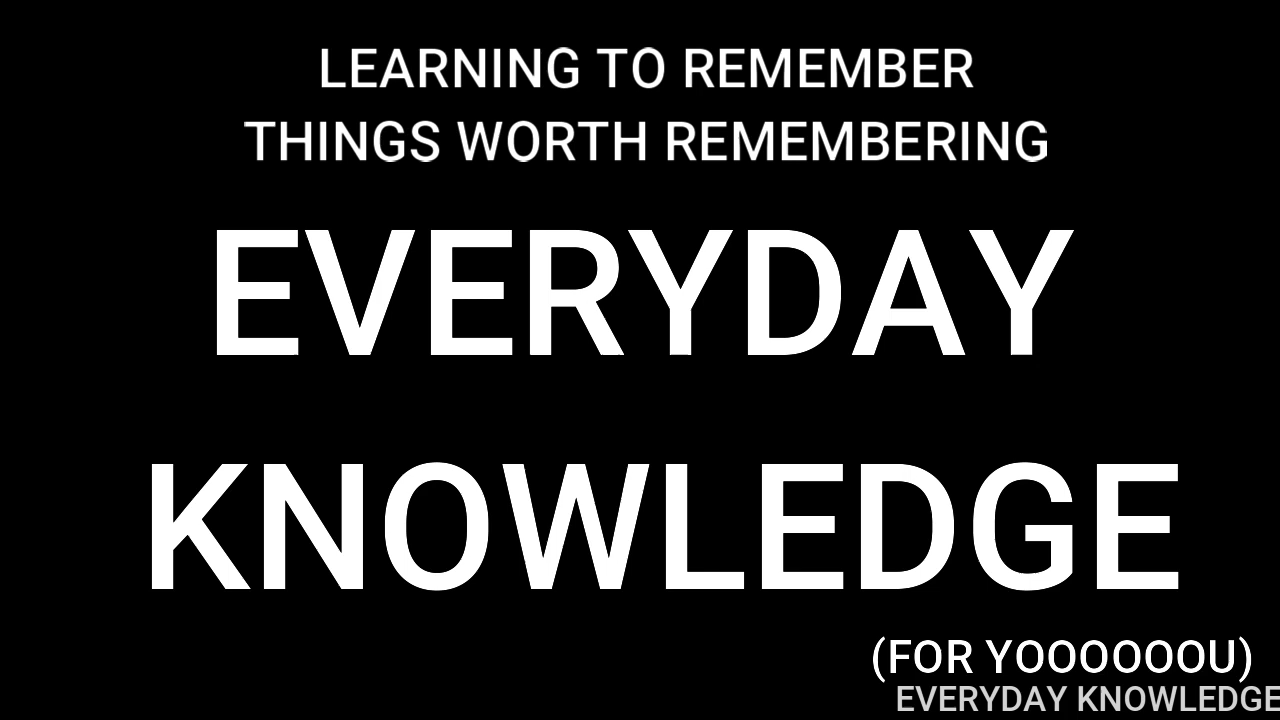 LEARNING TO REMEMBER
THINGS WORTH REMEMBERING
EVERYDAY
KNOWLEDGE
(FOR YOOOOOOU)
EVERYDAY KNOWLEDGE